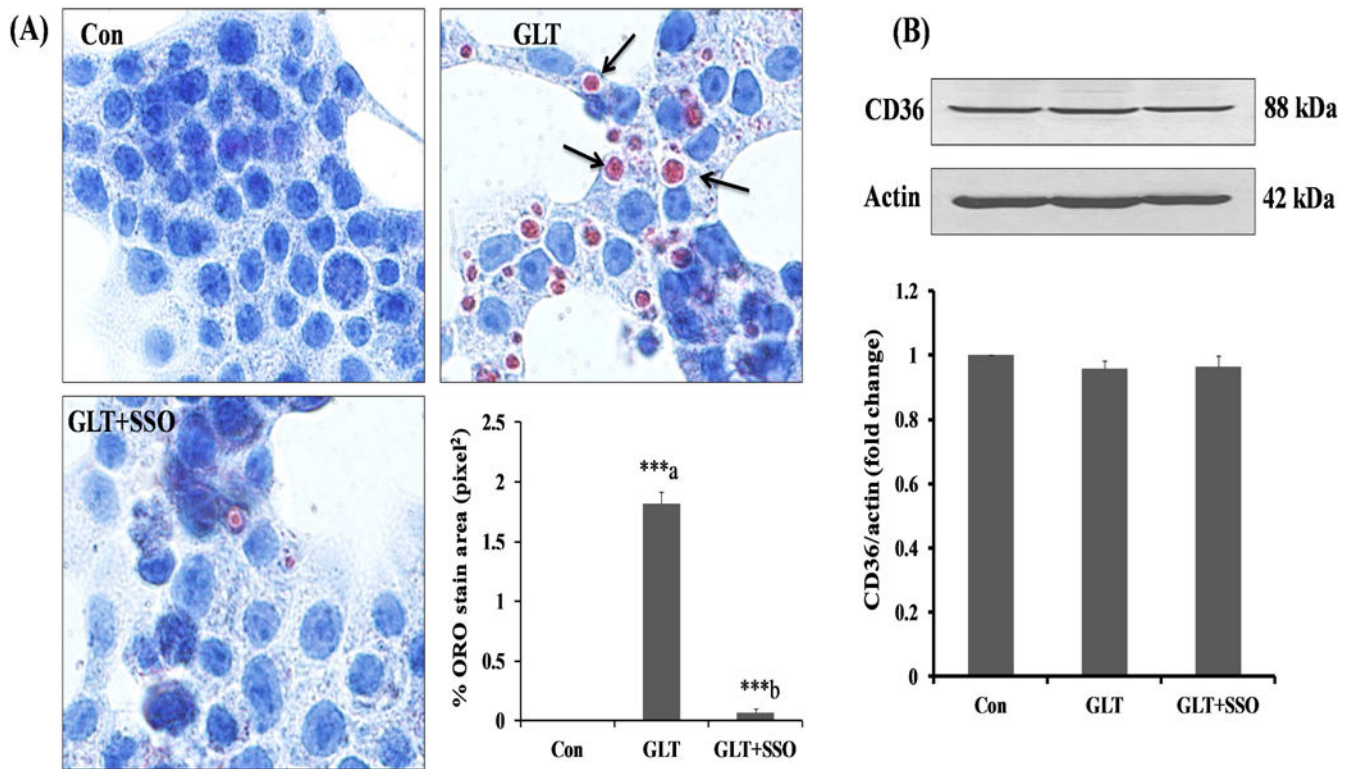 (A)
Con
GLT
GLT+SSO
% ORO stain area (pixel²)
2.5
2
1.5
1
0.5
0
***a
***b
Con GLT GLT+SSO
(B)
CD36 88 kDa
Actin 42 kDa
CD36/actin (fold change)
1.2
1
0.8
0.6
0.4
0.2
0
Con GLT GLT+SSO